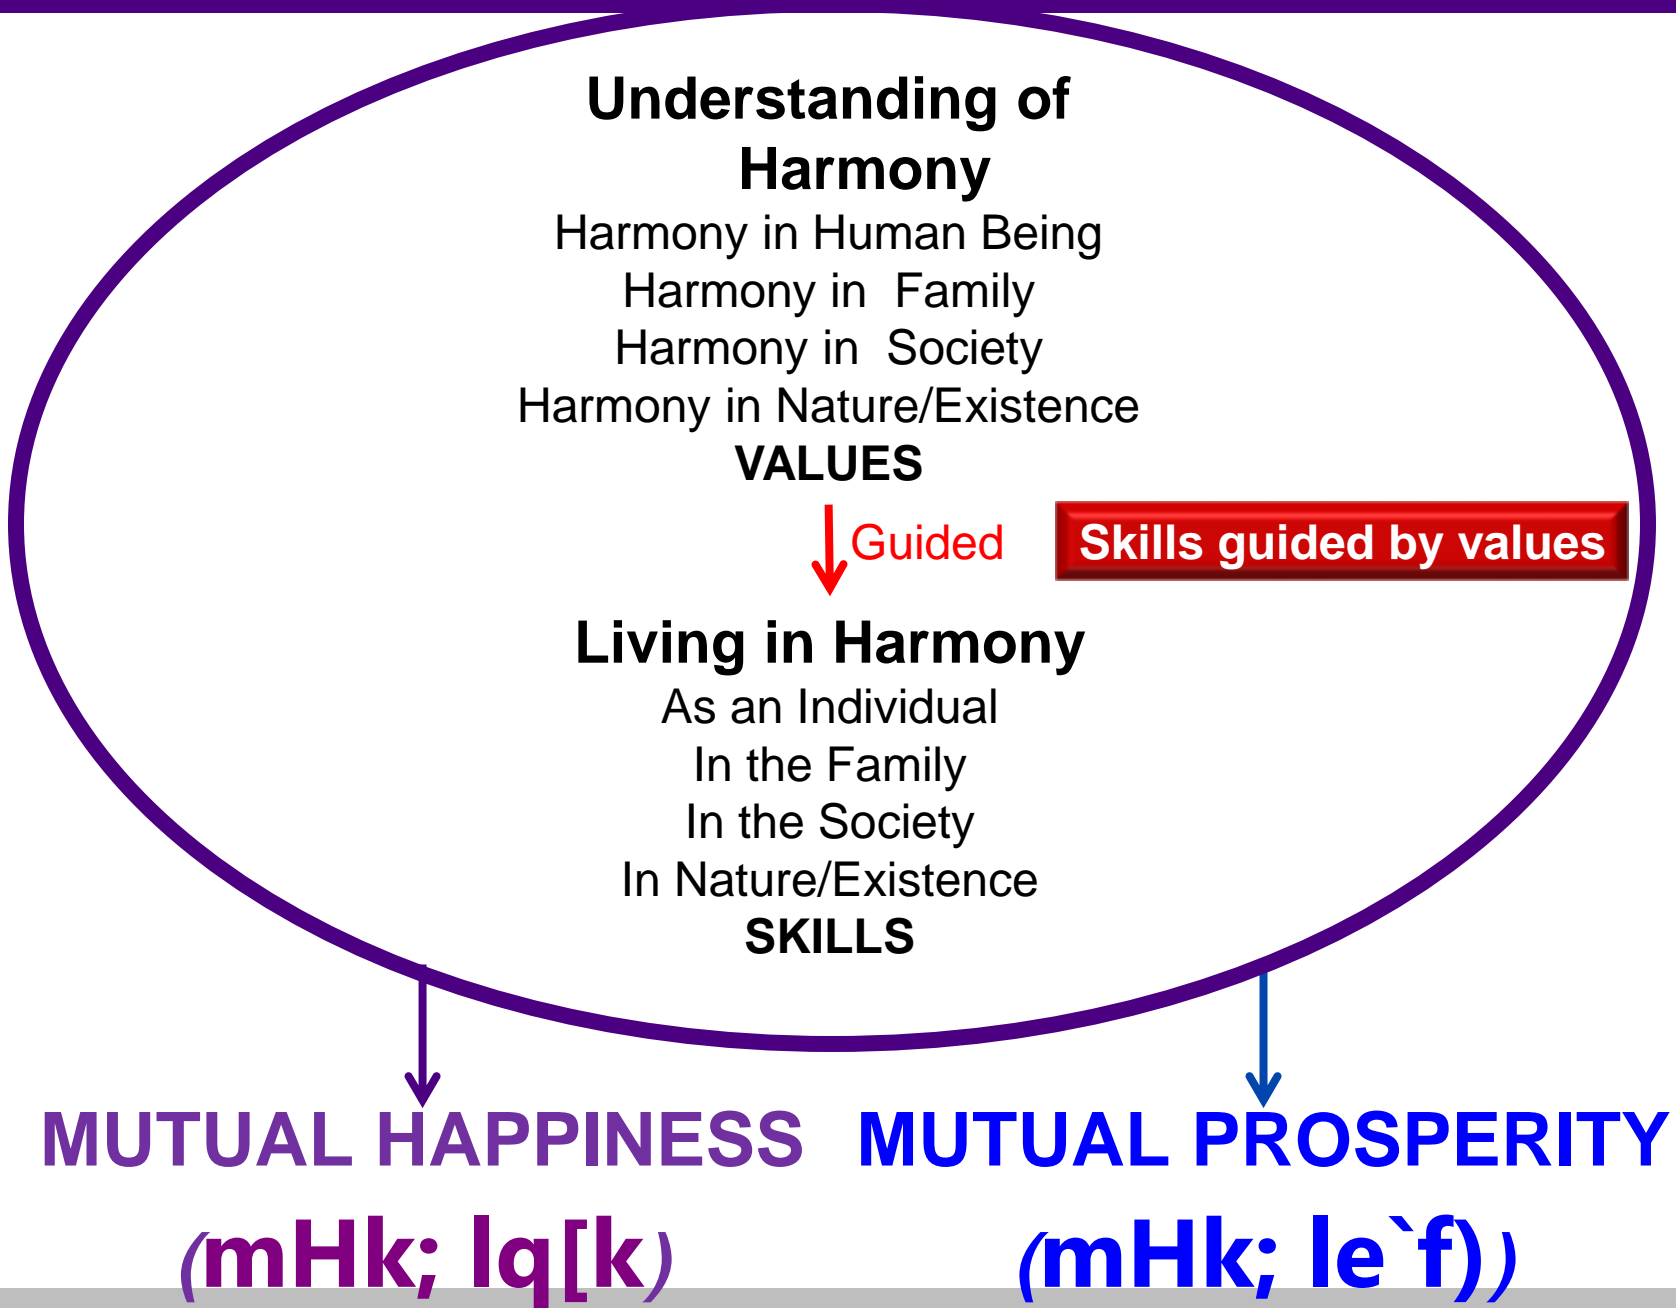 Understanding of
Harmony
Harmony in Human Being
Harmony in Family
Harmony in Society
Harmony in Nature/Existence
VALUES
Guided
Skills guided by values
Living in Harmony
As an Individual
In the Family
In the Society
In Nature/Existence
SKILLS
MUTUAL HAPPINESS MUTUAL PROSPERITY
(mHk; lq[k) (mHk; le`f))